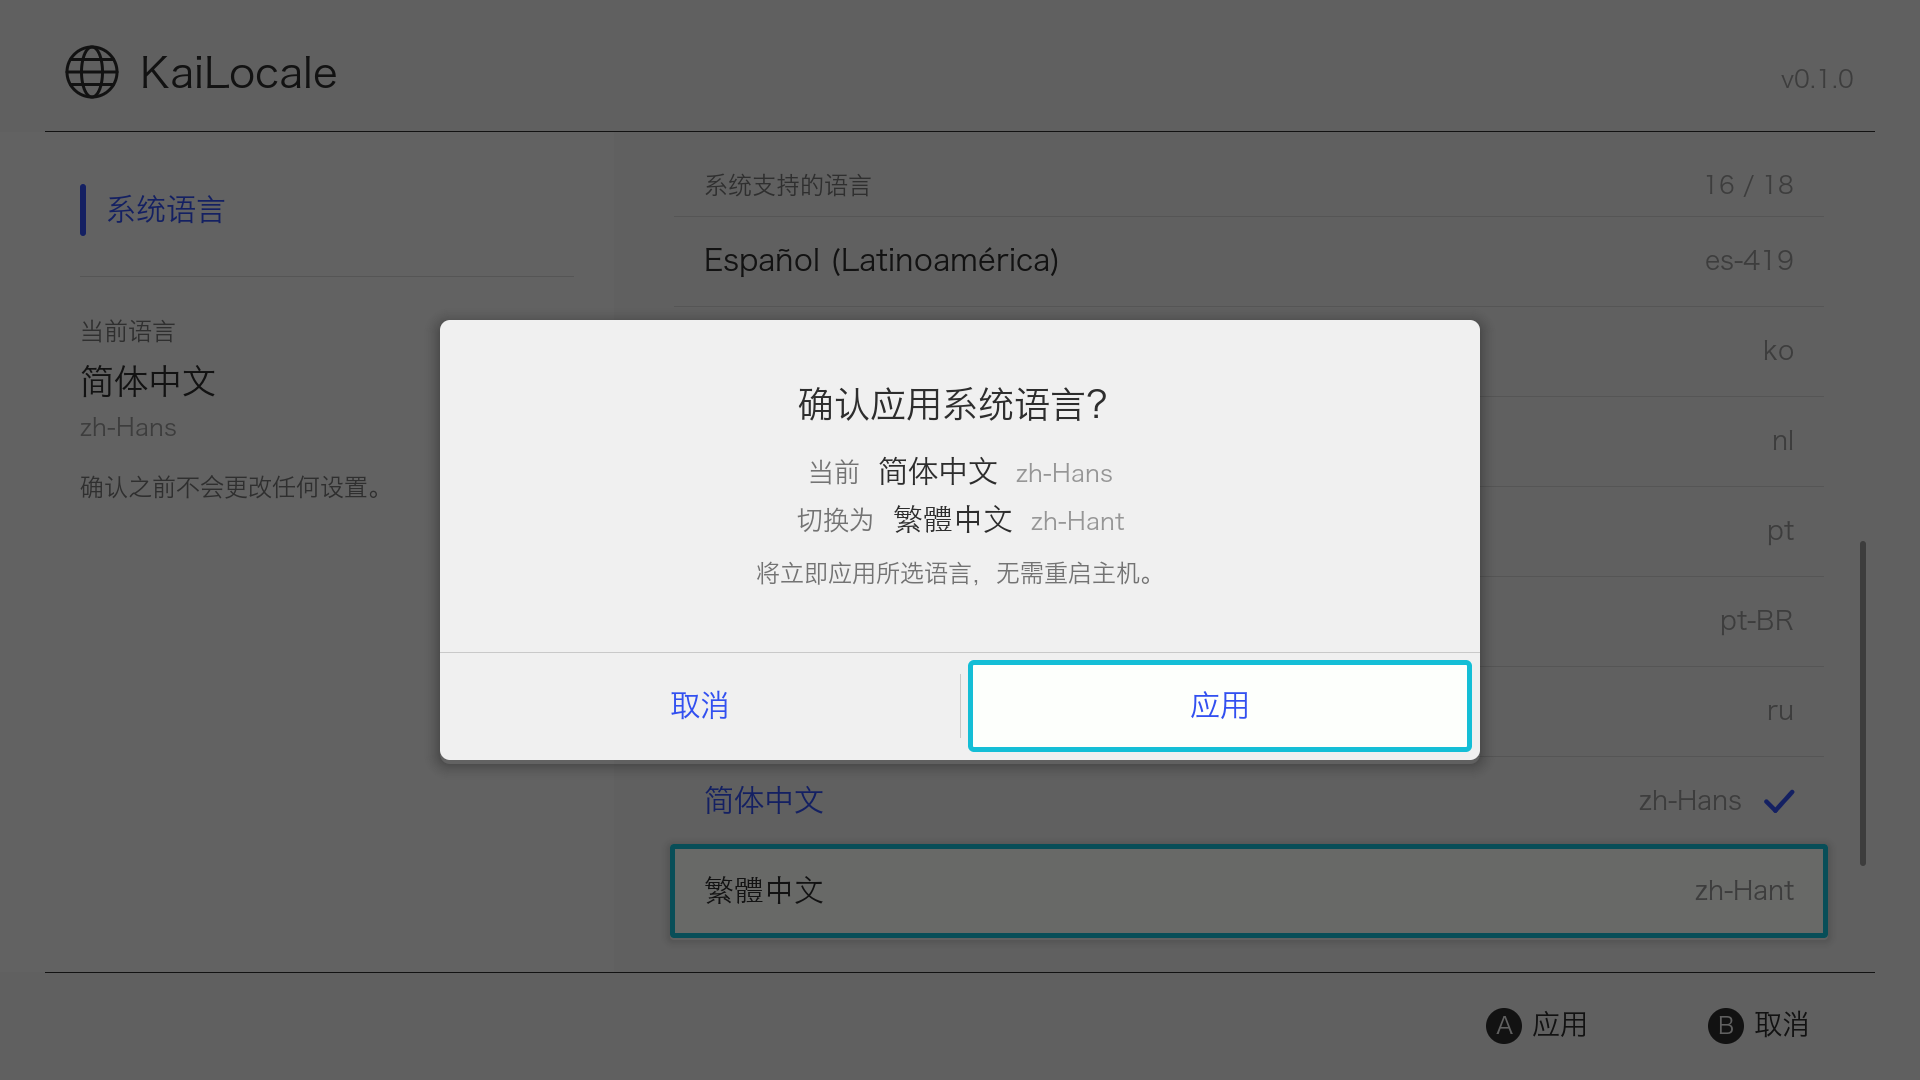 KaiLocale
v0.1.0
系统语言
当前语言
简体中文
zh-Hans
确认之前不会更改任何设置。
系统支持的语言 16 / 18
Español (Latinoamérica) es-419
ko
nl
pt
pt-BR
ru
简体中文 zh-Hans
繁體中文 zh-Hant
确认应用系统语言？
当前 简体中文 zh-Hans
切换为 繁體中文 zh-Hant
将立即应用所选语言，无需重启主机。
取消 应用
A 应用 B 取消